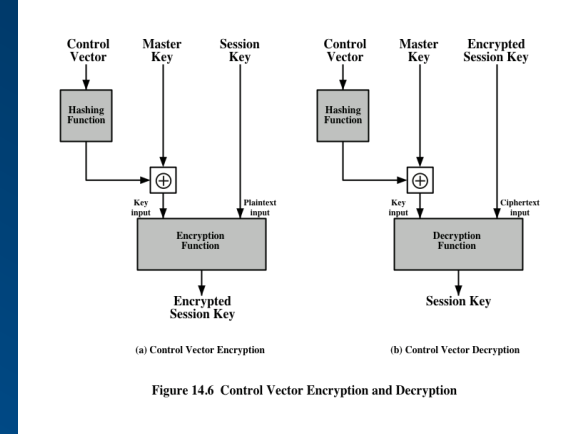 Control
Vector
Master
Key
Session
Key
Hashing
Function
Key
input
Plaintext
input
Encryption
Function
Encrypted
Session Key
(a) Control Vector Encryption
Control
Vector
Master
Key
Encrypted
Session Key
Hashing
Function
Key
input
Ciphertext
input
Decryption
Function
Session Key
(b) Control Vector Decryption
Figure 14.6 Control Vector Encryption and Decryption